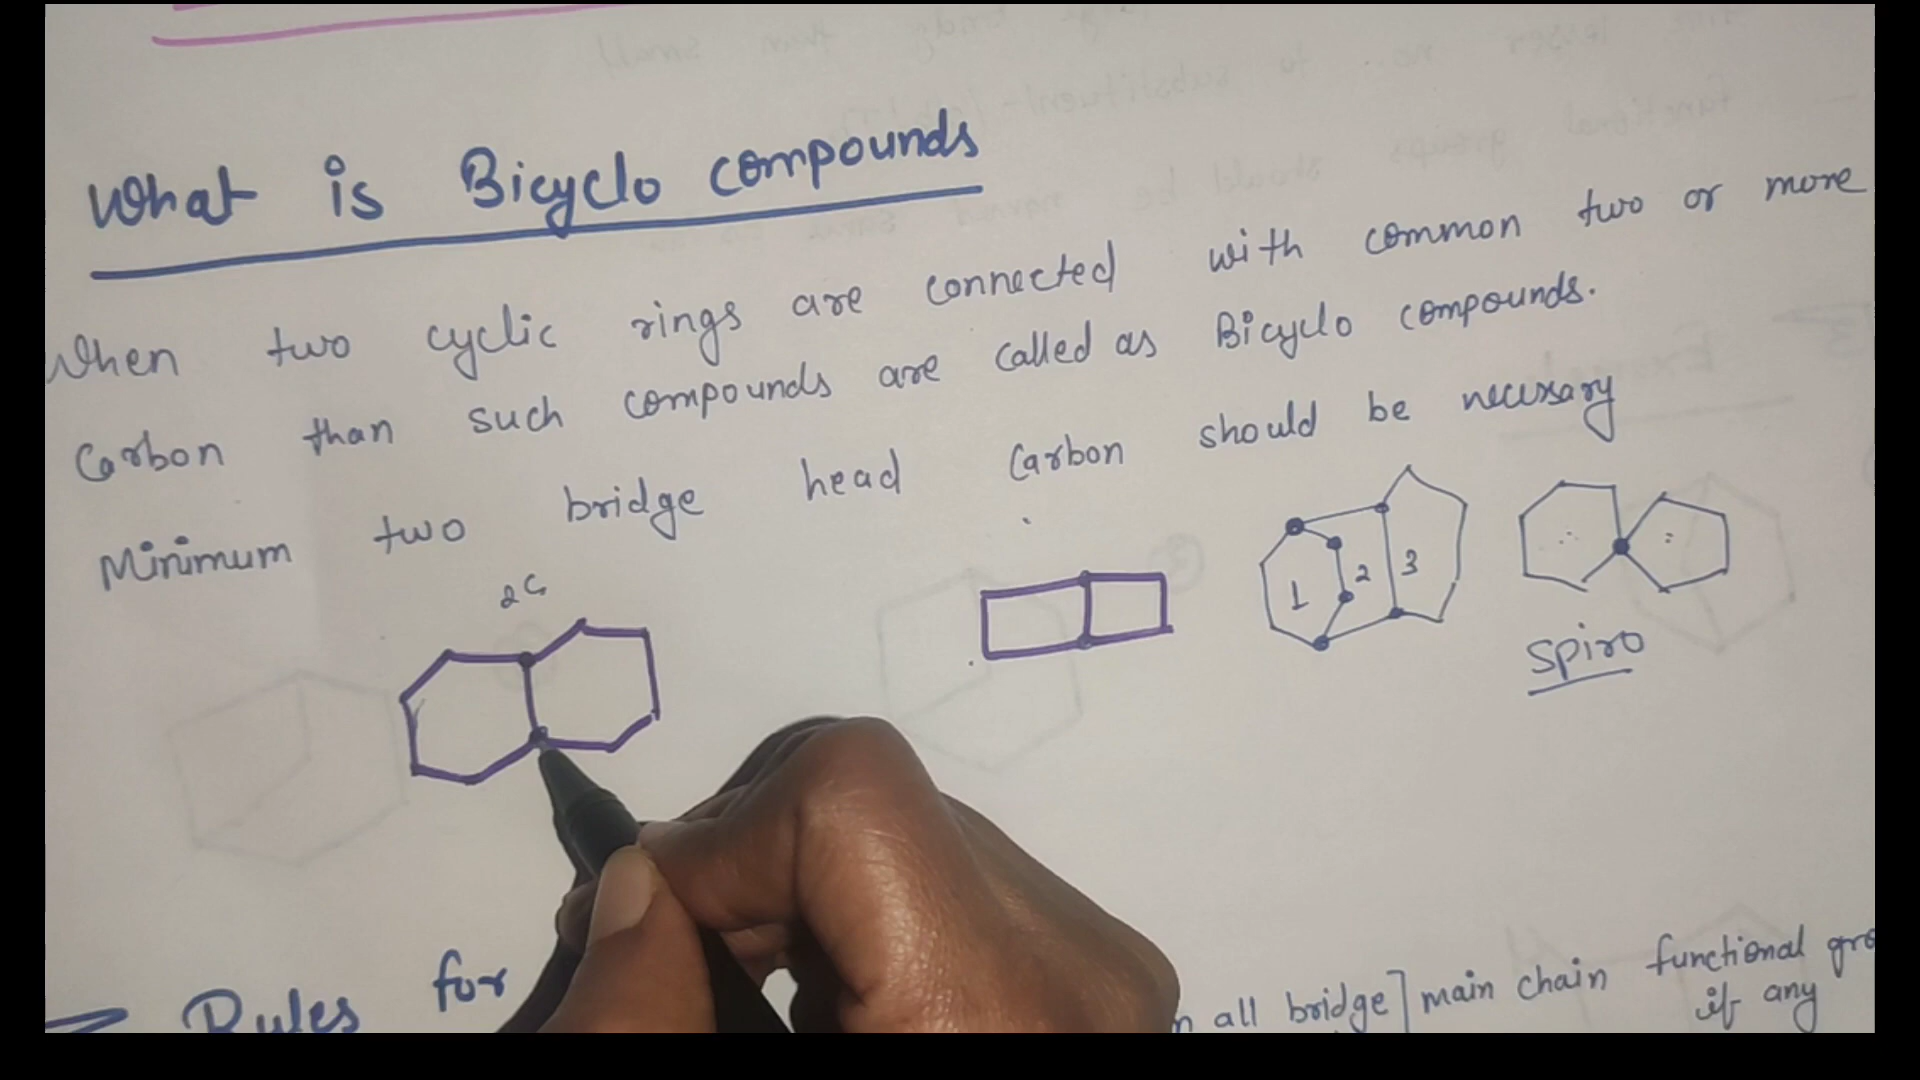 What is Bicyclo compounds
When two cyclic rings are connected with common two or more
Carbon than such compounds are called as Bicyclo compounds.
Minimum two bridge head Carbon should be necessary
2C
1 2 3
Spiro
Rules for
all bridge] main chain functional gro
if any